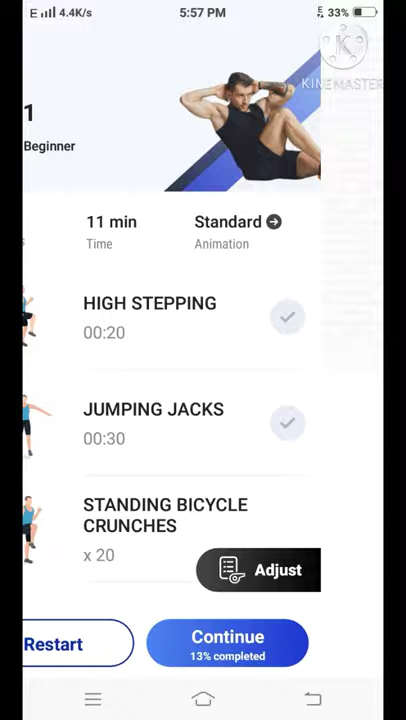 E 4.4K/s 5:57 PM E 33%
K
KINEMASTER
1
Beginner
11 min Standard
Time Animation
s
HIGH STEPPING
00:20
JUMPING JACKS
00:30
STANDING BICYCLE
CRUNCHES
x 20
Adjust
Restart
Continue
13% completed